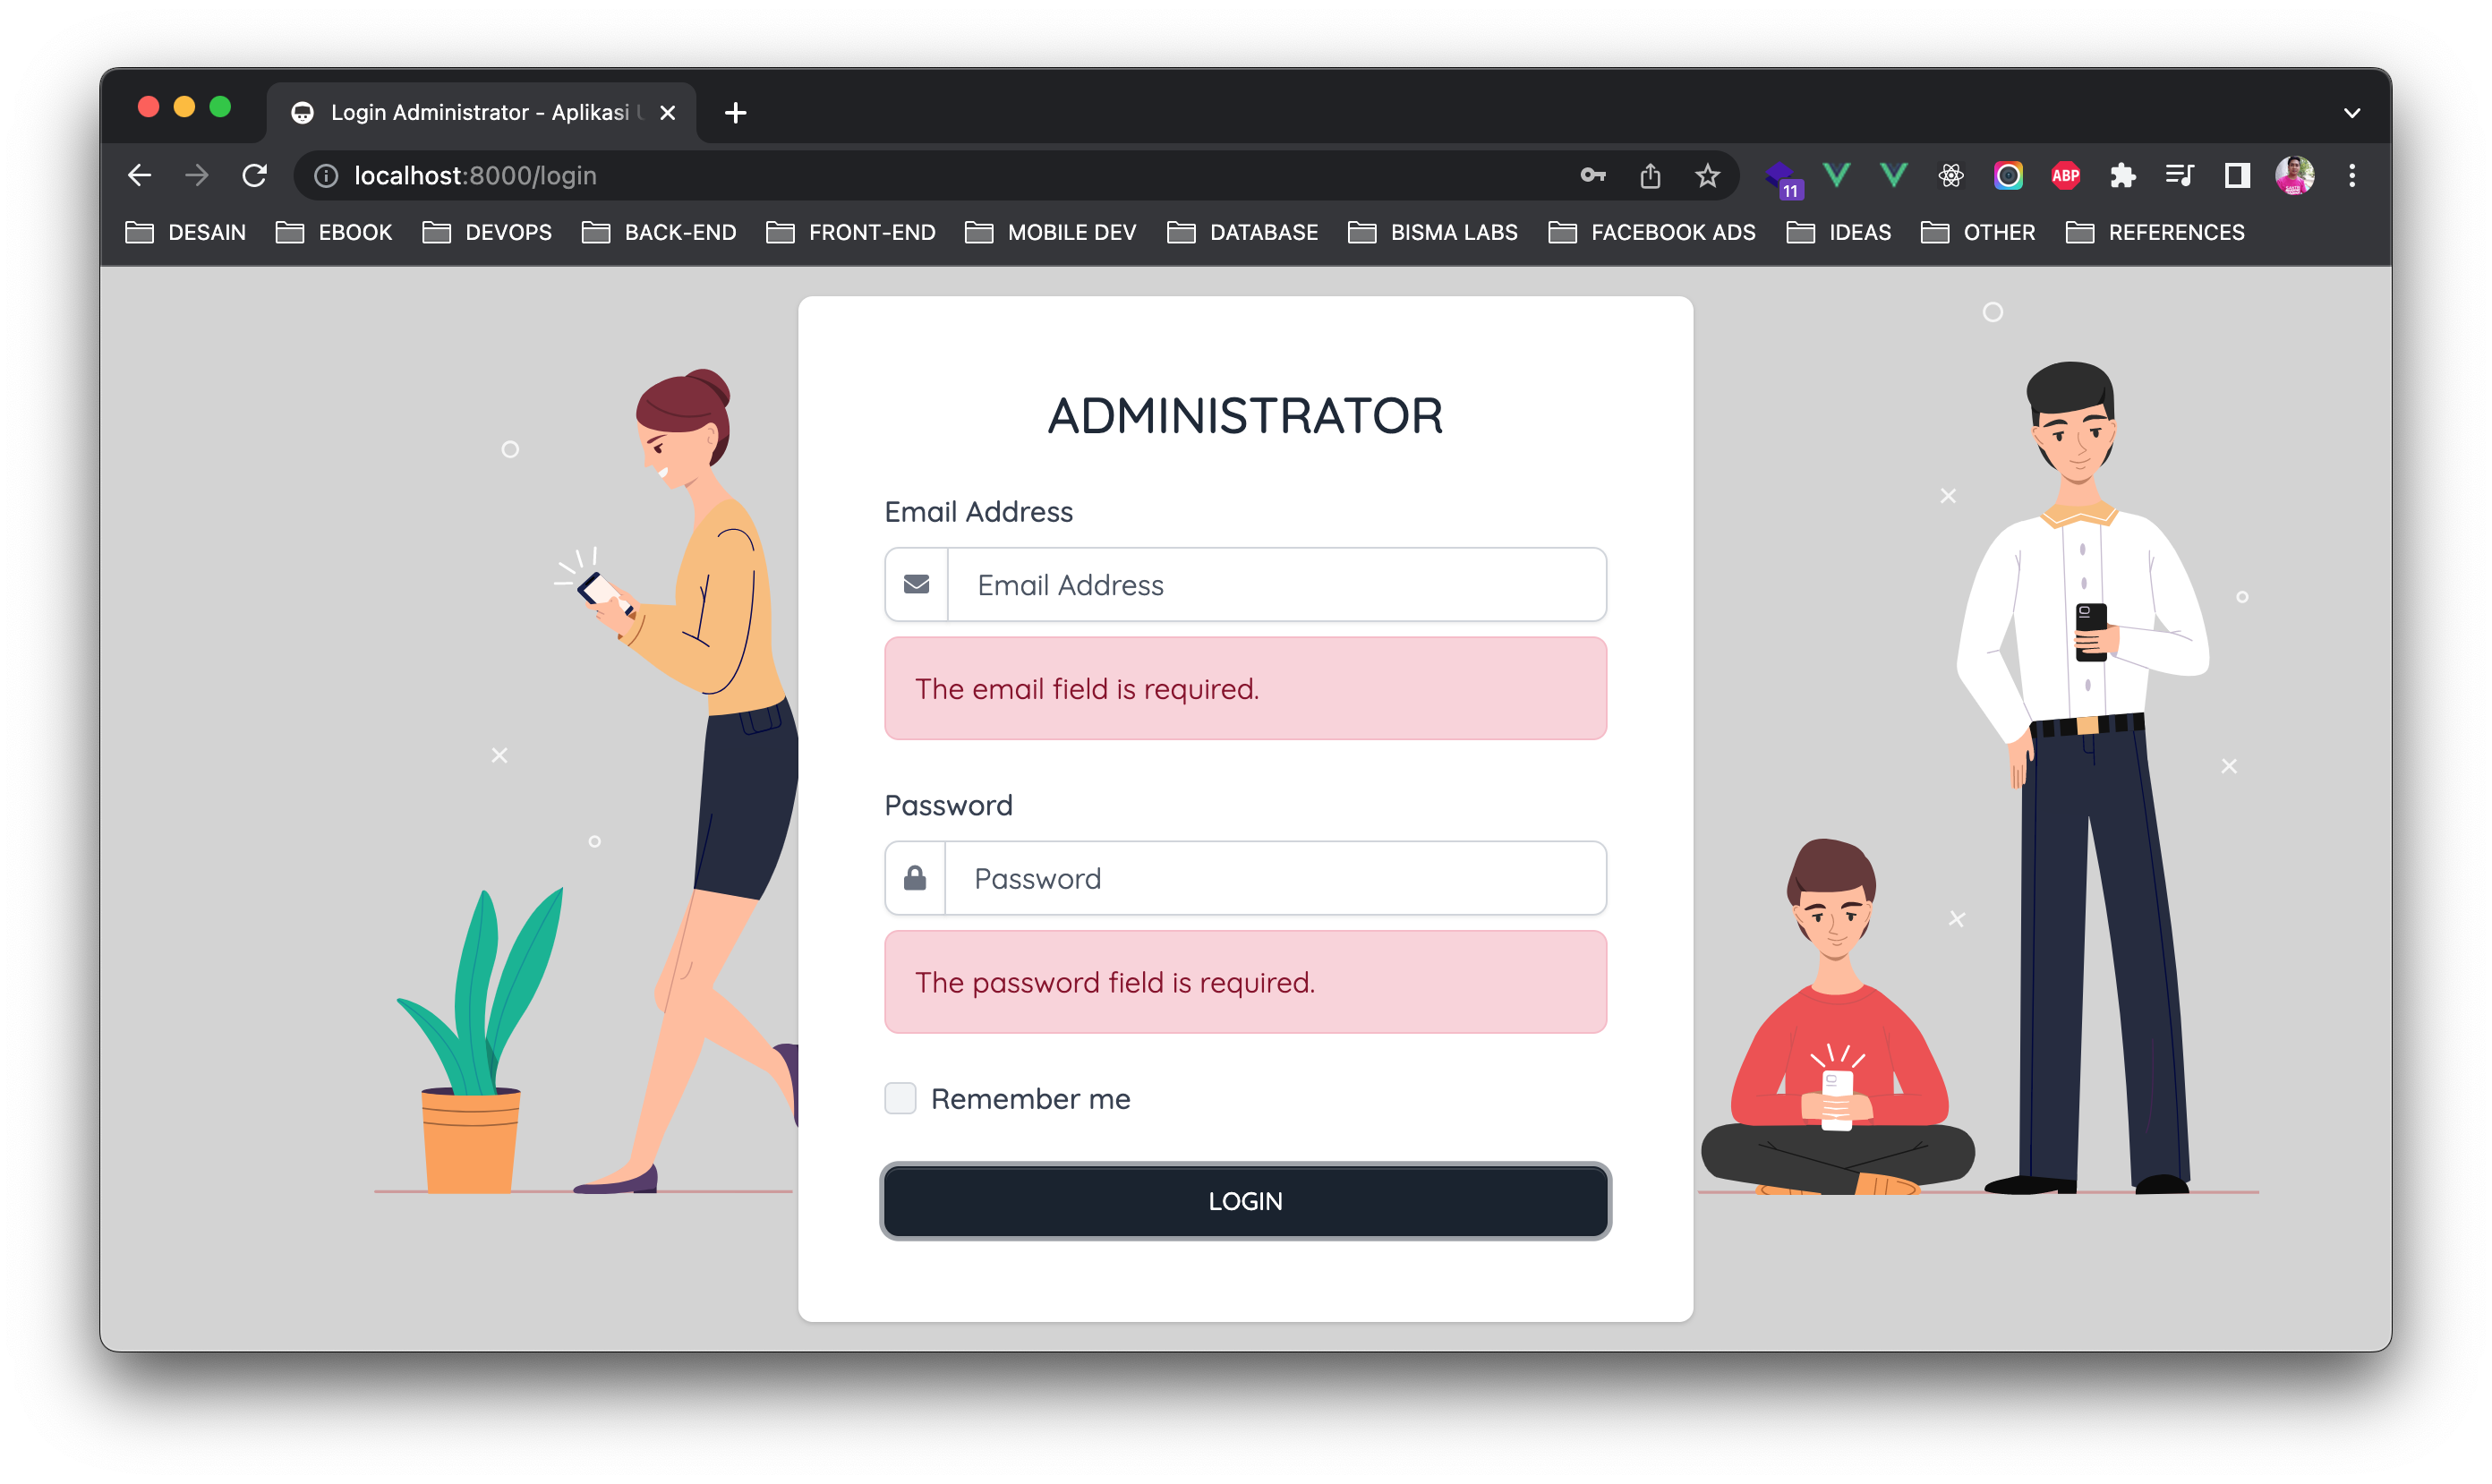 Login Administrator - Aplikasi U
localhost:8000/login
ABP
11
DESAIN EBOOK DEVOPS BACK-END FRONT-END MOBILE DEV DATABASE BISMA LABS FACEBOOK ADS IDEAS OTHER REFERENCES
ADMINISTRATOR
Email Address
Email Address
The email field is required.
Password
Password
The password field is required.
Remember me
LOGIN